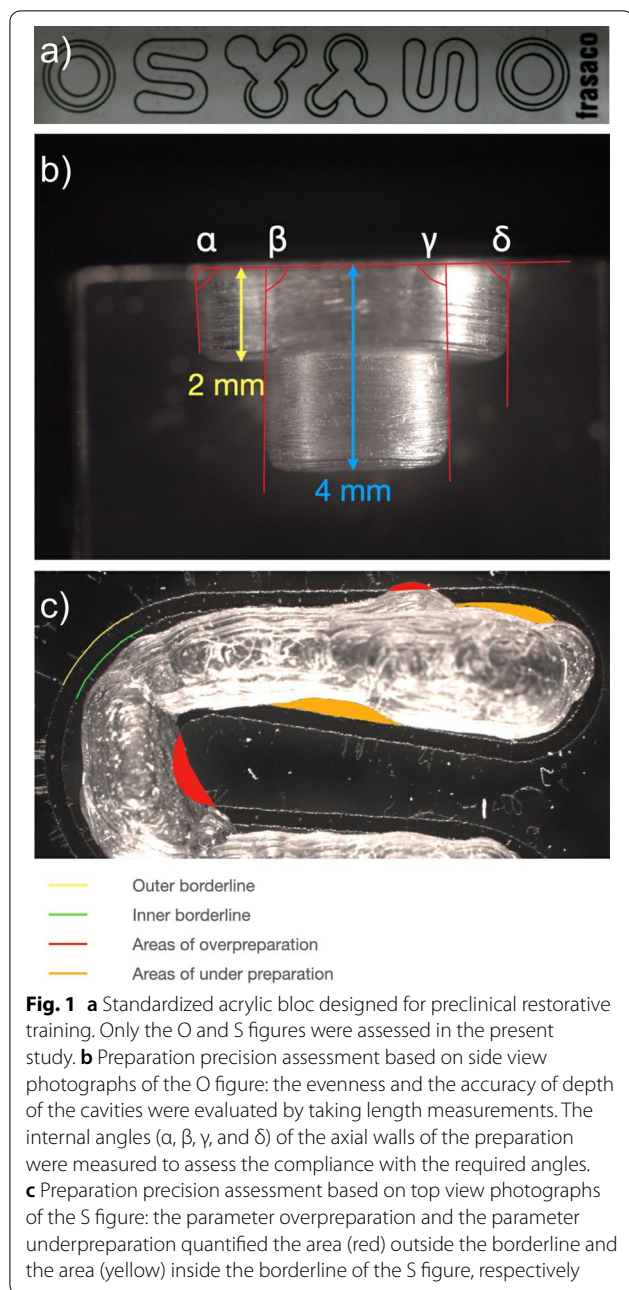 a)
frasaco
b)
α β γ δ
2 mm
4 mm
c)
Outer borderline
Inner borderline
Areas of overpreparation
Areas of under preparation
Fig. 1 a Standardized acrylic bloc designed for preclinical restorative
training. Only the O and S figures were assessed in the present
study. b Preparation precision assessment based on side view
photographs of the O figure: the evenness and the accuracy of depth
of the cavities were evaluated by taking length measurements. The
internal angles (α, β, γ, and δ) of the axial walls of the preparation
were measured to assess the compliance with the required angles.
c Preparation precision assessment based on top view photographs
of the S figure: the parameter overpreparation and the parameter
underpreparation quantified the area (red) outside the borderline and
the area (yellow) inside the borderline of the S figure, respectively